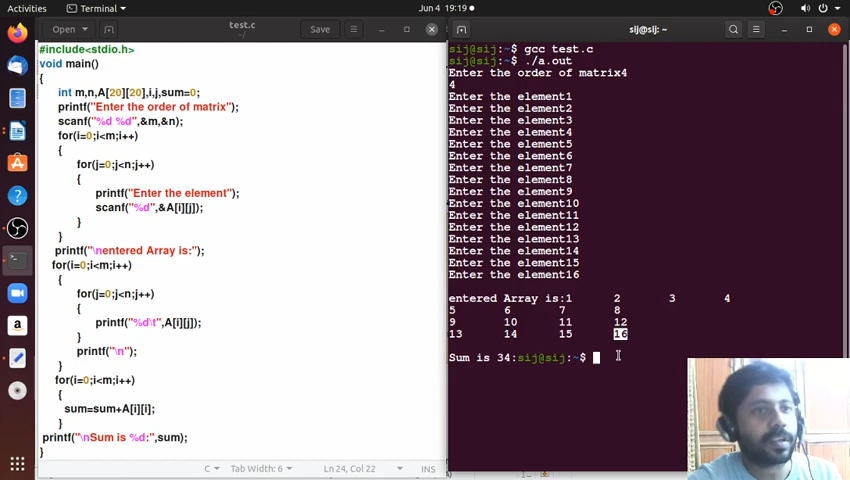 Activities
Terminal
Jun 4 19:19
Open
test.c
~/
Save
#include<stdio.h>
void main()
{
int m,n,A[20][20],i,j,sum=0;
printf("Enter the order of matrix");
scanf("%d %d",&m,&n);
for(i=0;i<m;i++)
{
for(j=0;j<n;j++)
{
printf("Enter the element");
scanf("%d",&A[i][j]);
}
}
printf("\nentered Array is:");
for(i=0;i<m;i++)
{
for(j=0;j<n;j++)
{
printf("%d\t",A[i][j]);
}
printf("\n");
}
for(i=0;i<m;i++)
{
sum=sum+A[i][i];
}
printf("\nSum is %d:",sum);
}
C
Tab Width: 6
Ln 24, Col 22
INS
sij@sij: ~
sij@sij:~$ gcc test.c
sij@sij:~$ ./a.out
Enter the order of matrix4
4
Enter the element1
Enter the element2
Enter the element3
Enter the element4
Enter the element5
Enter the element6
Enter the element7
Enter the element8
Enter the element9
Enter the element10
Enter the element11
Enter the element12
Enter the element13
Enter the element14
Enter the element15
Enter the element16
entered Array is:1 2 3 4
5 6 7 8
9 10 11 12
13 14 15 16
Sum is 34:sij@sij:~$